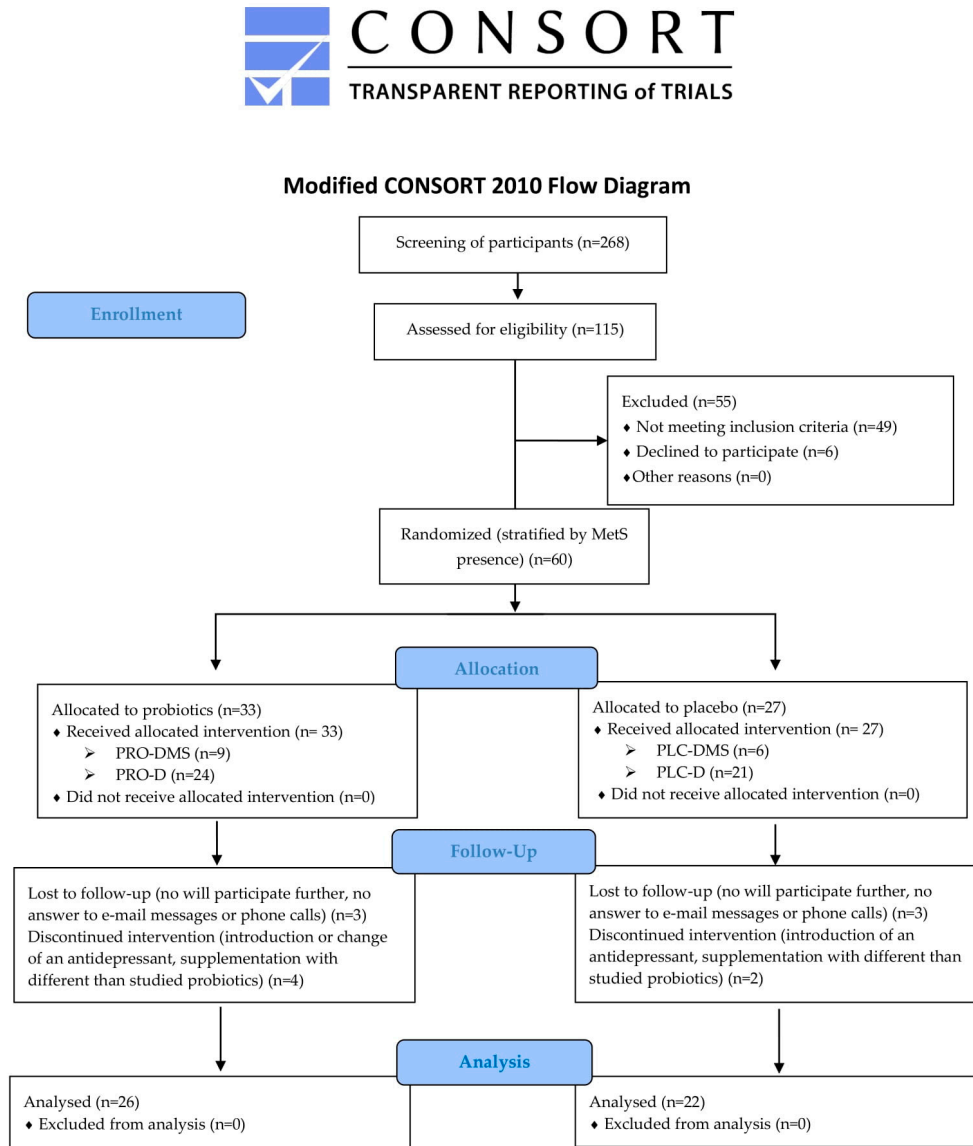 CONSORT
TRANSPARENT REPORTING of TRIALS
Modified CONSORT 2010 Flow Diagram
Screening of participants (n=268)
Enrollment
Assessed for eligibility (n=115)
Excluded (n=55)
♦ Not meeting inclusion criteria (n=49)
♦ Declined to participate (n=6)
♦Other reasons (n=0)
Randomized (stratified by MetS
presence) (n=60)
Allocation
Allocated to probiotics (n=33)
♦ Received allocated intervention (n= 33)
➢ PRO-DMS (n=9)
➢ PRO-D (n=24)
♦ Did not receive allocated intervention (n=0)
Allocated to placebo (n=27)
♦ Received allocated intervention (n= 27)
➢ PLC-DMS (n=6)
➢ PLC-D (n=21)
♦ Did not receive allocated intervention (n=0)
Follow-Up
Lost to follow-up (no will participate further, no
answer to e-mail messages or phone calls) (n=3)
Discontinued intervention (introduction or change
of an antidepressant, supplementation with
different than studied probiotics) (n=4)
Lost to follow-up (no will participate further, no
answer to e-mail messages or phone calls) (n=3)
Discontinued intervention (introduction of an
antidepressant, supplementation with different than
studied probiotics) (n=2)
Analysis
Analysed (n=26)
♦ Excluded from analysis (n=0)
Analysed (n=22)
♦ Excluded from analysis (n=0)